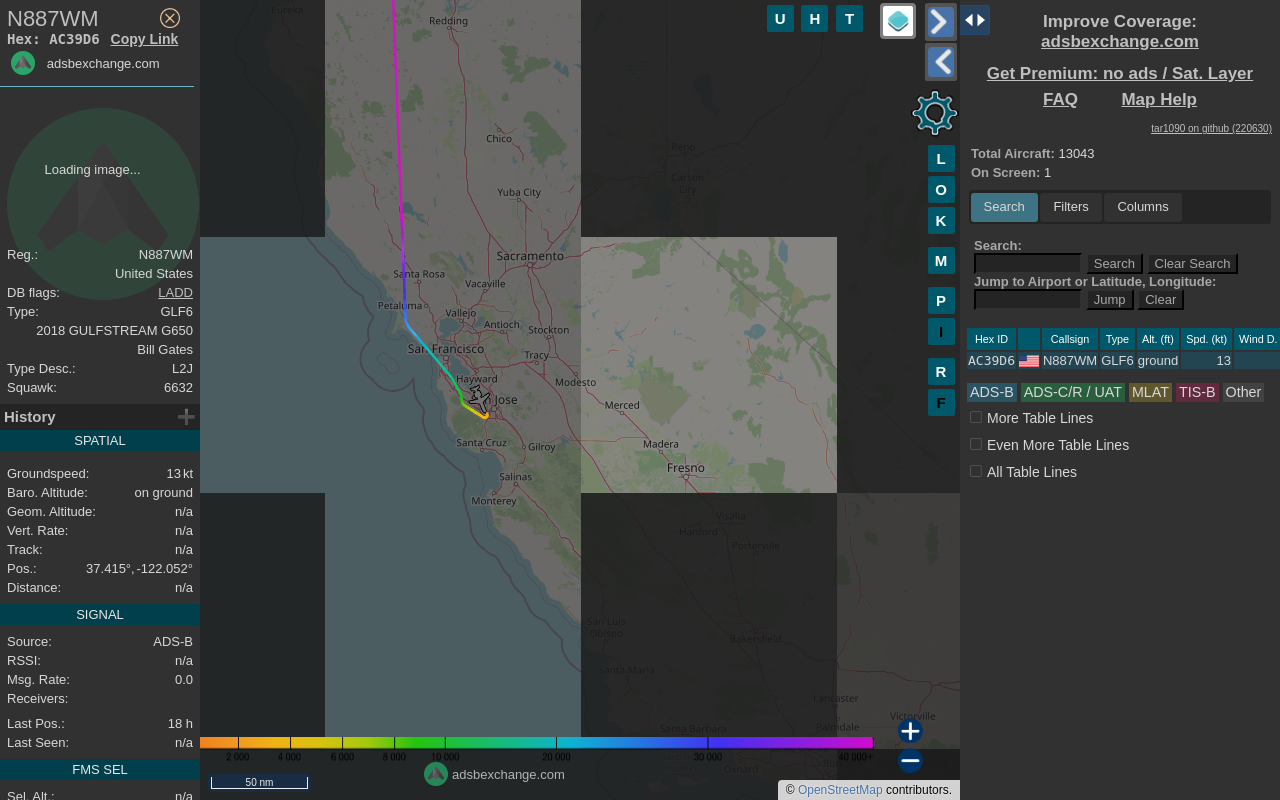 N887WM
Hex: AC39D6 Copy Link
adsbexchange.com
Loading image...
Reg.: N887WM
United States
DB flags: LADD
Type: GLF6
2018 GULFSTREAM G650
Bill Gates
Type Desc.: L2J
Squawk: 6632
History
SPATIAL
Groundspeed: 13 kt
Baro. Altitude: on ground
Geom. Altitude: n/a
Vert. Rate: n/a
Track: n/a
Pos.: 37.415°, -122.052°
Distance: n/a
SIGNAL
Source: ADS-B
RSSI: n/a
Msg. Rate: 0.0
Receivers:
Last Pos.: 18 h
Last Seen: n/a
FMS SEL
Sel. Alt.: n/a
Eureka
Redding
Chico
Reno
Carson
City
Yuba City
Sacramento
Santa Rosa
Vacaville
Petaluma
Vallejo
Antioch
Stockton
San Francisco
Tracy
Hayward
Modesto
Jose
Merced
Santa Cruz
Gilroy
Madera
Fresno
Salinas
Monterey
Visalia
Hanford
Porterville
San Luis
Obispo
Bakersfield
Santa Maria
Lancaster
Palmdale
Victorville
Santa Barbara
Oxnard
2 000 4 000 6 000 8 000 10 000 20 000 30 000 40 000+
50 nm
adsbexchange.com
© OpenStreetMap contributors.
U H T
L
O
K
M
P
I
R
F
Improve Coverage:
adsbexchange.com
Get Premium: no ads / Sat. Layer
FAQ Map Help
tar1090 on github (220630)
Total Aircraft: 13043
On Screen: 1
Search Filters Columns
Search:
Search Clear Search
Jump to Airport or Latitude, Longitude:
Jump Clear
Hex ID Callsign Type Alt. (ft) Spd. (kt) Wind D.
AC39D6 N887WM GLF6 ground 13
ADS-B ADS-C/R / UAT MLAT TIS-B Other
More Table Lines
Even More Table Lines
All Table Lines